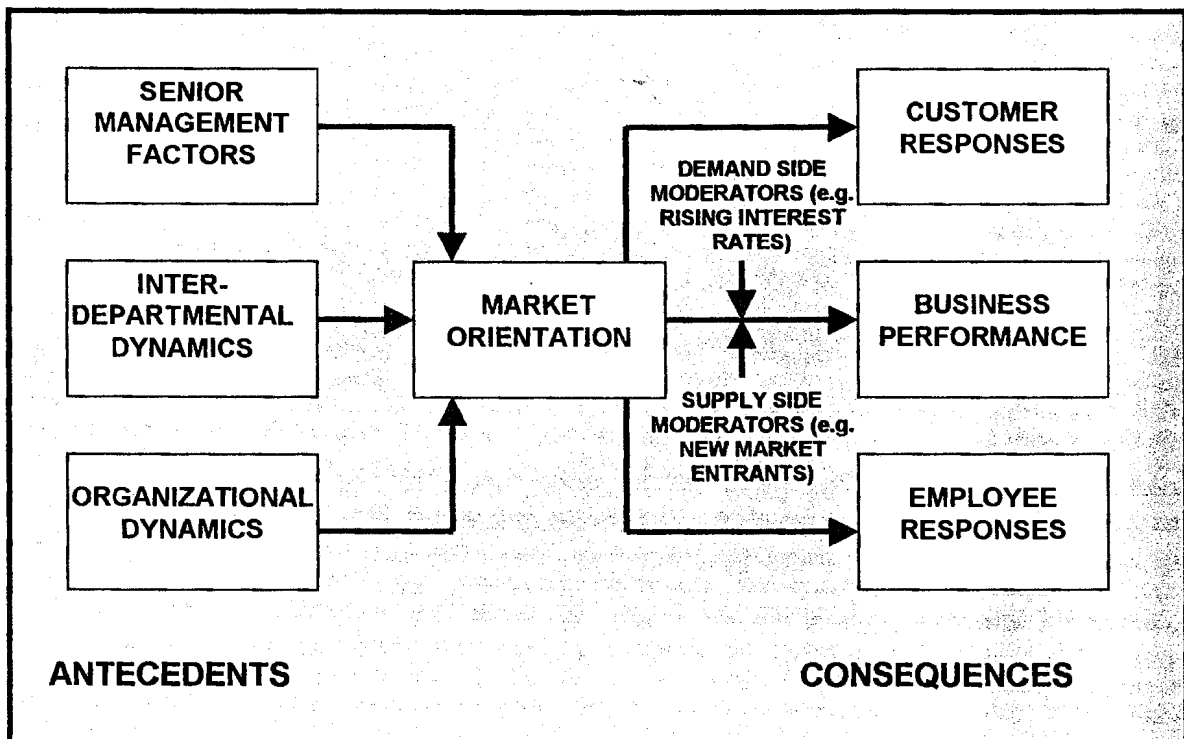 SENIOR
MANAGEMENT
FACTORS
INTER-
DEPARTMENTAL
DYNAMICS
ORGANIZATIONAL
DYNAMICS
MARKET
ORIENTATION
DEMAND SIDE
MODERATORS (e.g.
RISING INTEREST
RATES)
SUPPLY SIDE
MODERATORS (e.g.
NEW MARKET
ENTRANTS)
CUSTOMER
RESPONSES
BUSINESS
PERFORMANCE
EMPLOYEE
RESPONSES
ANTECEDENTS
CONSEQUENCES